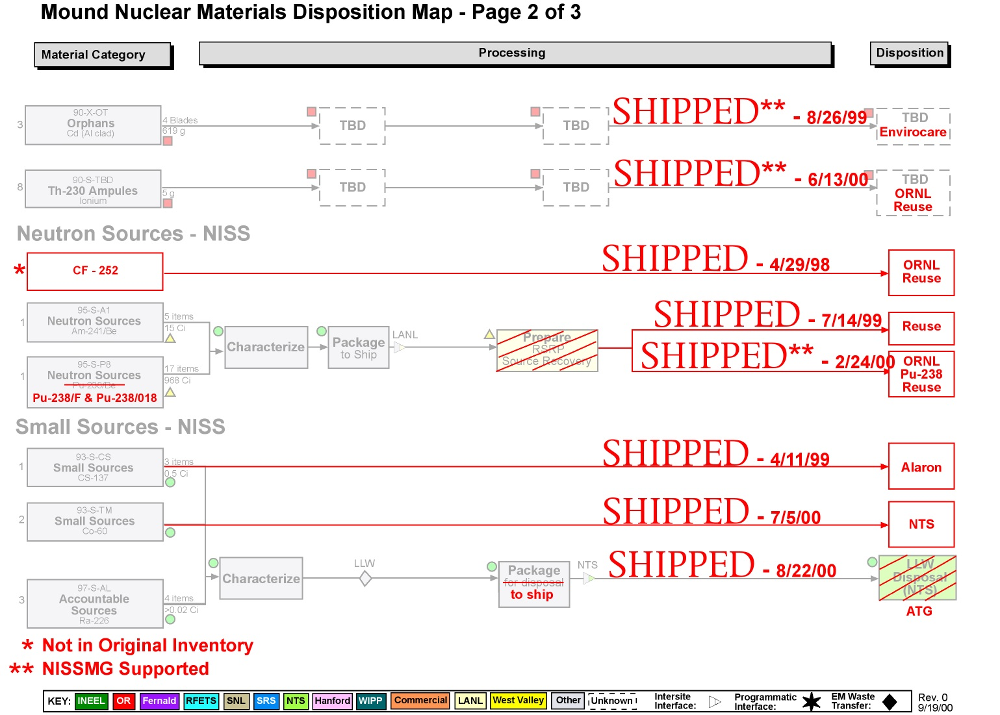 Mound Nuclear Materials Disposition Map - Page 2 of 3
Material Category
Processing
Disposition
3
90-X-OT
Orphans
Cd (Al clad)
4 Blades
619 g
TBD
TBD
SHIPPED** - 8/26/99
TBD
Envirocare
8
90-S-TBD
Th-230 Ampules
Ionium
5 g
TBD
TBD
SHIPPED** - 6/13/00
TBD
ORNL
Reuse
Neutron Sources - NISS
* CF - 252
SHIPPED - 4/29/98
ORNL
Reuse
1
95-S-A1
Neutron Sources
Am-241/Be
5 items
15 Ci
1
95-S-P8
Neutron Sources
Pu-238/Be
Pu-238/F & Pu-238/018
17 items
968 Ci
Characterize
Package
to Ship
LANL
Prepare
RSRP
Source Recovery
SHIPPED - 7/14/99
Reuse
SHIPPED** - 2/24/00
ORNL
Pu-238
Reuse
Small Sources - NISS
1
93-S-CS
Small Sources
CS-137
3 items
0.5 Ci
SHIPPED - 4/11/99
Alaron
2
93-S-TM
Small Sources
Co-60
SHIPPED - 7/5/00
NTS
3
97-S-AL
Accountable
Sources
Ra-226
4 items
>0.02 Ci
Characterize
LLW
Package
for disposal
to ship
NTS
SHIPPED - 8/22/00
LLW
Disposal
(NTS)
ATG
* Not in Original Inventory
** NISSMG Supported
KEY: INEEL OR Fernald RFETS SNL SRS NTS Hanford WIPP Commercial LANL West Valley Other Unknown
Intersite
Interface:
Programmatic
Interface:
EM Waste
Transfer:
Rev. 0
9/19/00